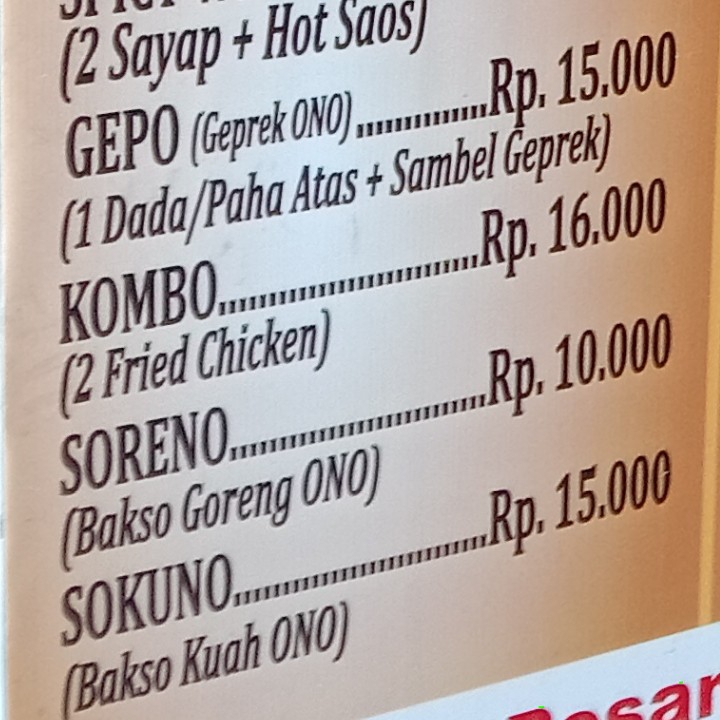 (2 Sayap + Hot Saos)
GEPO (Geprek ONO)..............Rp. 15.000
(1 Dada/Paha Atas + Sambel Geprek)
KOMBO............................Rp. 16.000
(2 Fried Chicken)
SORENO...........................Rp. 10.000
(Bakso Goreng ONO)
SOKUNO...........................Rp. 15.000
(Bakso Kuah ONO)